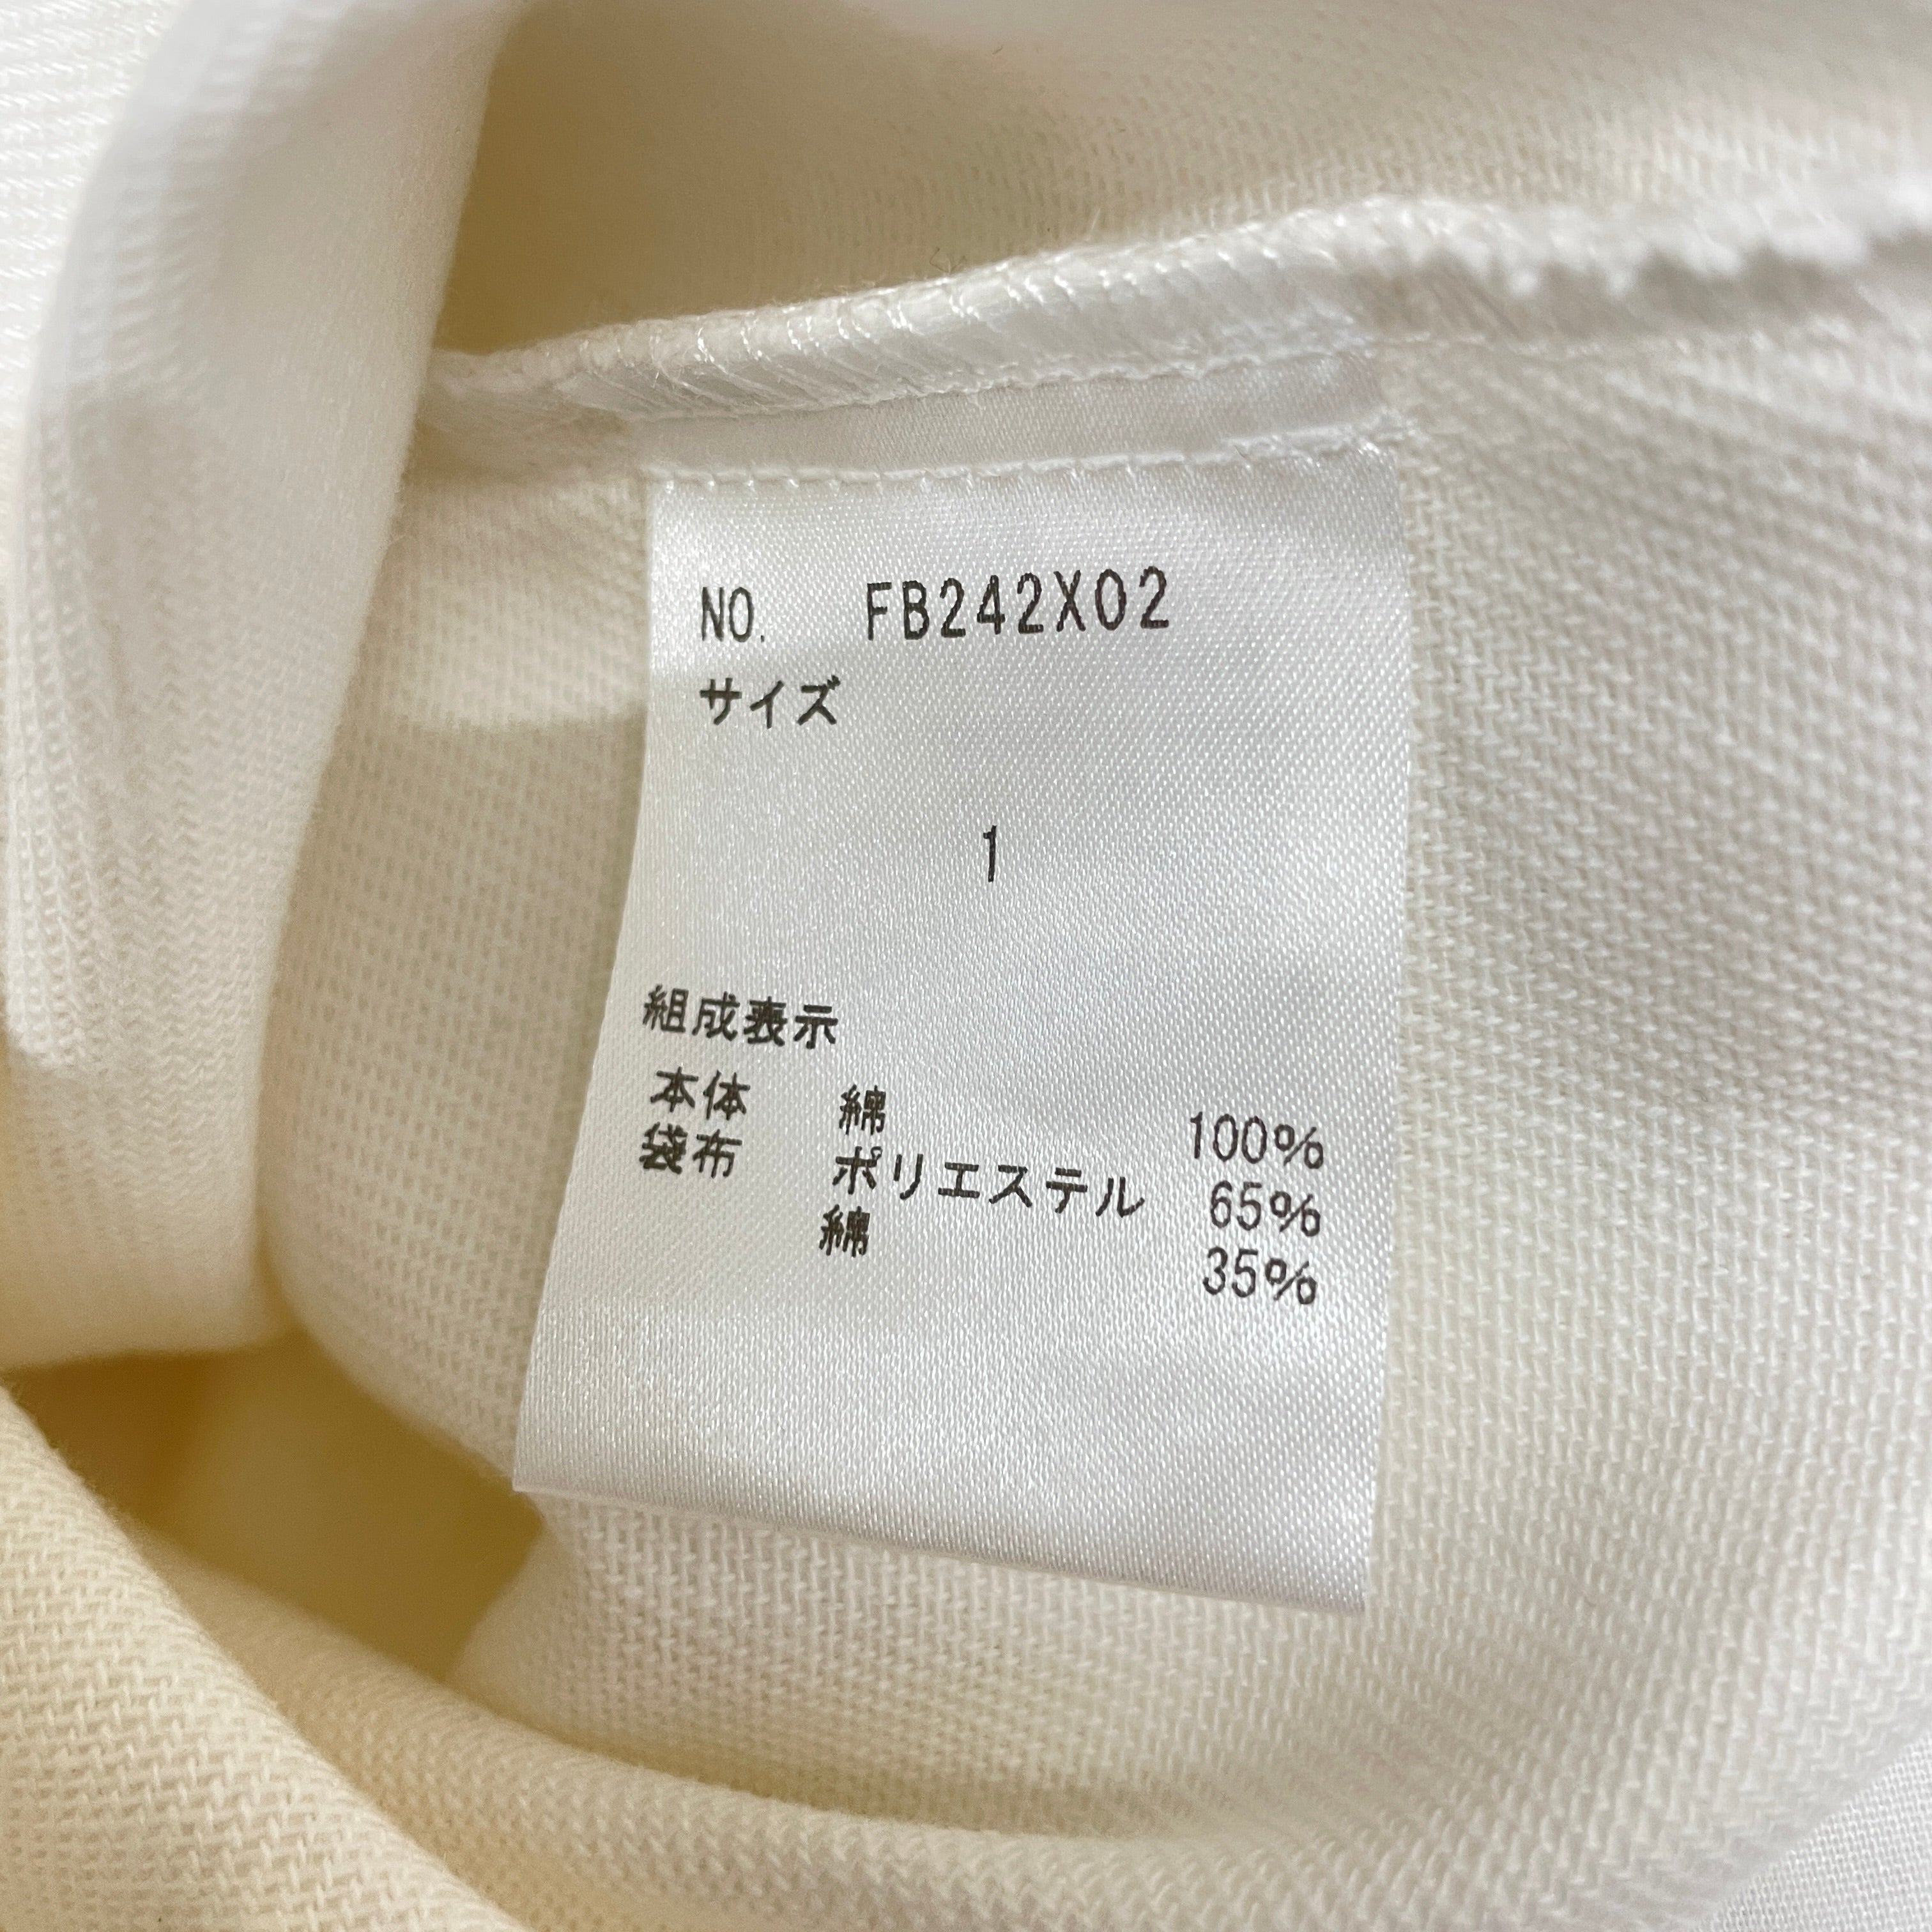 NO. FB242X02
サイズ
1
組成表示
本体 綿 100%
袋布 ポリエステル 65%
綿 35%